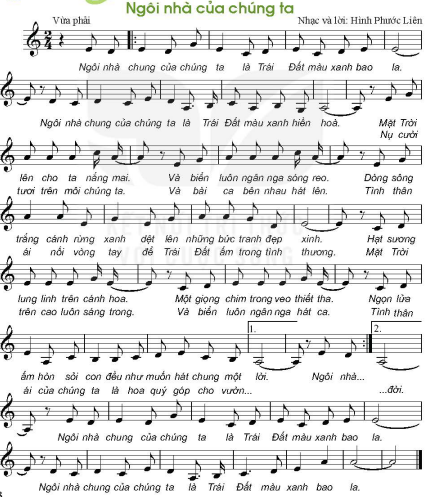 Ngôi nhà của chúng ta
Vừa phải
Nhạc và lời: Hình Phước Liên
Ngôi nhà chung của chúng ta là Trái Đất màu xanh bao la.
Ngôi nhà chung của chúng ta là Trái Đất màu xanh hiền hoà. Mặt Trời
Nụ cười
lên cho ta nắng mai. Và biển luôn ngân nga sóng reo. Dòng sông
tươi trên môi chúng ta. Và bài ca bên nhau hát lên. Tình thân
trắng cánh rừng xanh dệt lên những bức tranh đẹp xinh. Hạt sương
ái nối vòng tay để Trái Đất ấm trong tình thương. Mặt Trời
lung linh trên cành hoa. Một giọng chim trong veo thiết tha. Ngọn lửa
trên cao luôn sáng trong. Và biển luôn ngân nga hát ca. Tình thân
1.
2.
ấm hòn sỏi con đều như muốn hát chung một lời. Ngôi nhà...
ái của chúng ta là hoa quý góp cho vườn... ...đời.
Ngôi nhà chung của chúng ta là Trái Đất màu xanh bao la.
Ngôi nhà chung của chúng ta là Trái Đất màu xanh bao la.